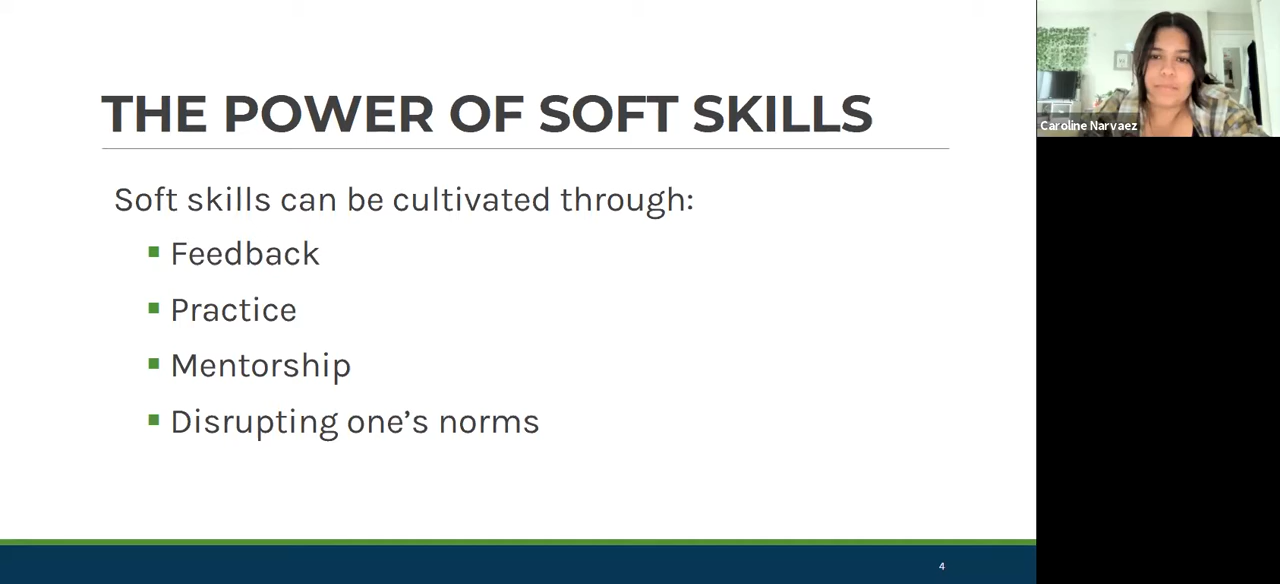 THE POWER OF SOFT SKILLS
Soft skills can be cultivated through:
Feedback
Practice
Mentorship
Disrupting one’s norms
4
Caroline Narvaez